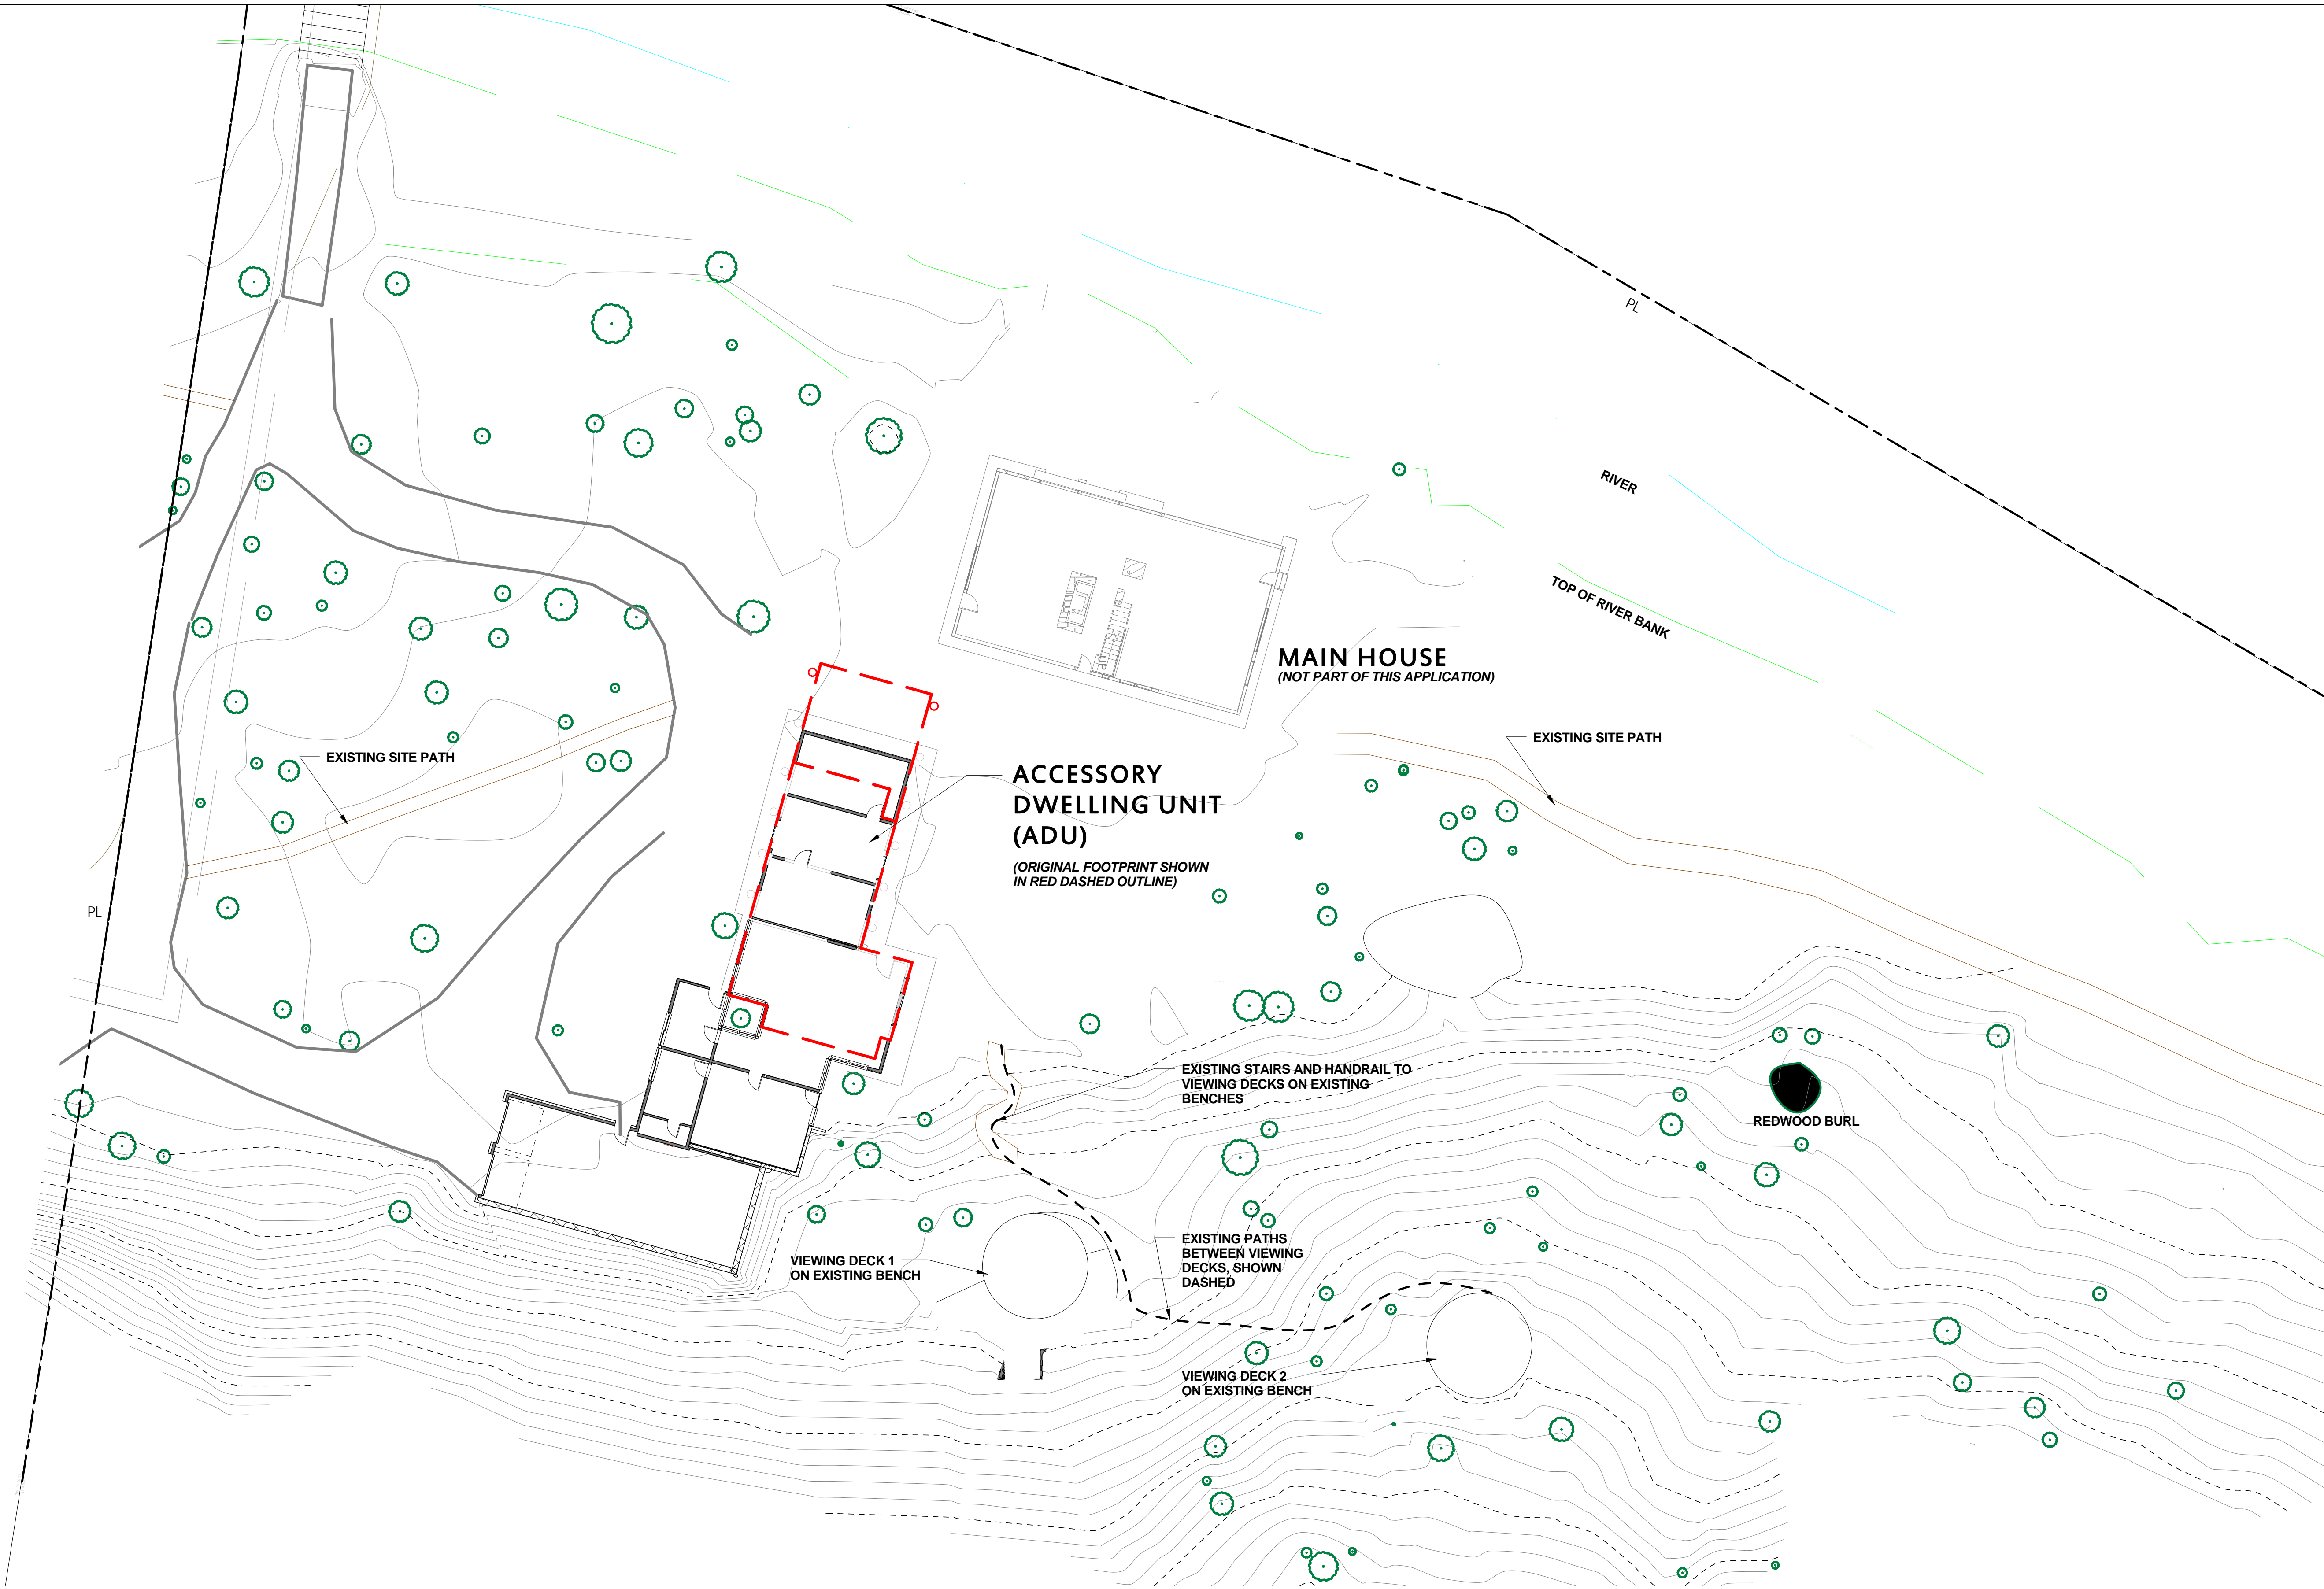 PL
RIVER
TOP OF RIVER BANK
MAIN HOUSE
(NOT PART OF THIS APPLICATION)
EXISTING SITE PATH
EXISTING SITE PATH
ACCESSORY
DWELLING UNIT
(ADU)
(ORIGINAL FOOTPRINT SHOWN
IN RED DASHED OUTLINE)
PL
EXISTING STAIRS AND HANDRAIL TO
VIEWING DECKS ON EXISTING
BENCHES
REDWOOD BURL
VIEWING DECK 1
ON EXISTING BENCH
EXISTING PATHS
BETWEEN VIEWING
DECKS, SHOWN
DASHED
VIEWING DECK 2
ON EXISTING BENCH